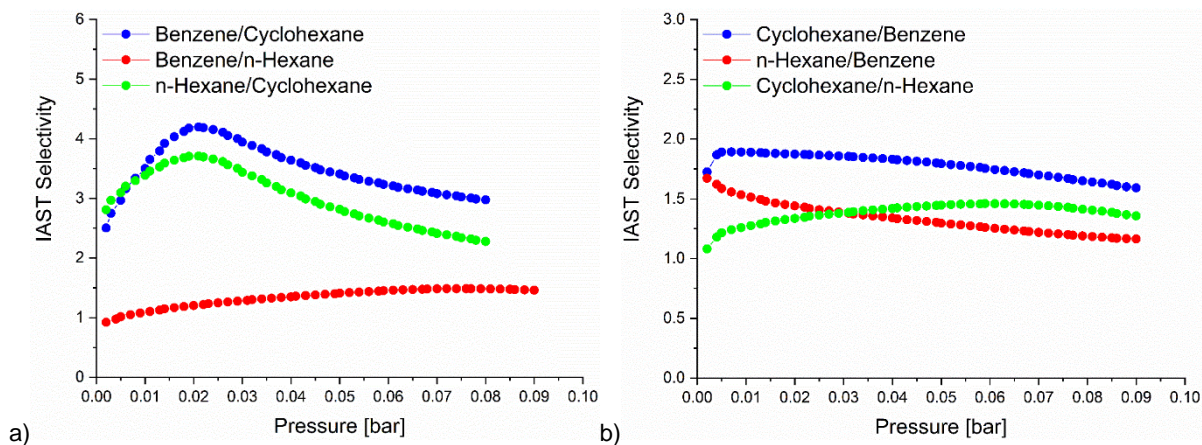 6
5
4
3
2
1
0
IAST Selectivity
Benzene/Cyclohexane
Benzene/n-Hexane
n-Hexane/Cyclohexane
0.00 0.01 0.02 0.03 0.04 0.05 0.06 0.07 0.08 0.09 0.10
Pressure [bar]
a)
3.0
2.5
2.0
1.5
1.0
0.5
0.0
IAST Selectivity
Cyclohexane/Benzene
n-Hexane/Benzene
Cyclohexane/n-Hexane
0.00 0.01 0.02 0.03 0.04 0.05 0.06 0.07 0.08 0.09 0.10
Pressure [bar]
b)